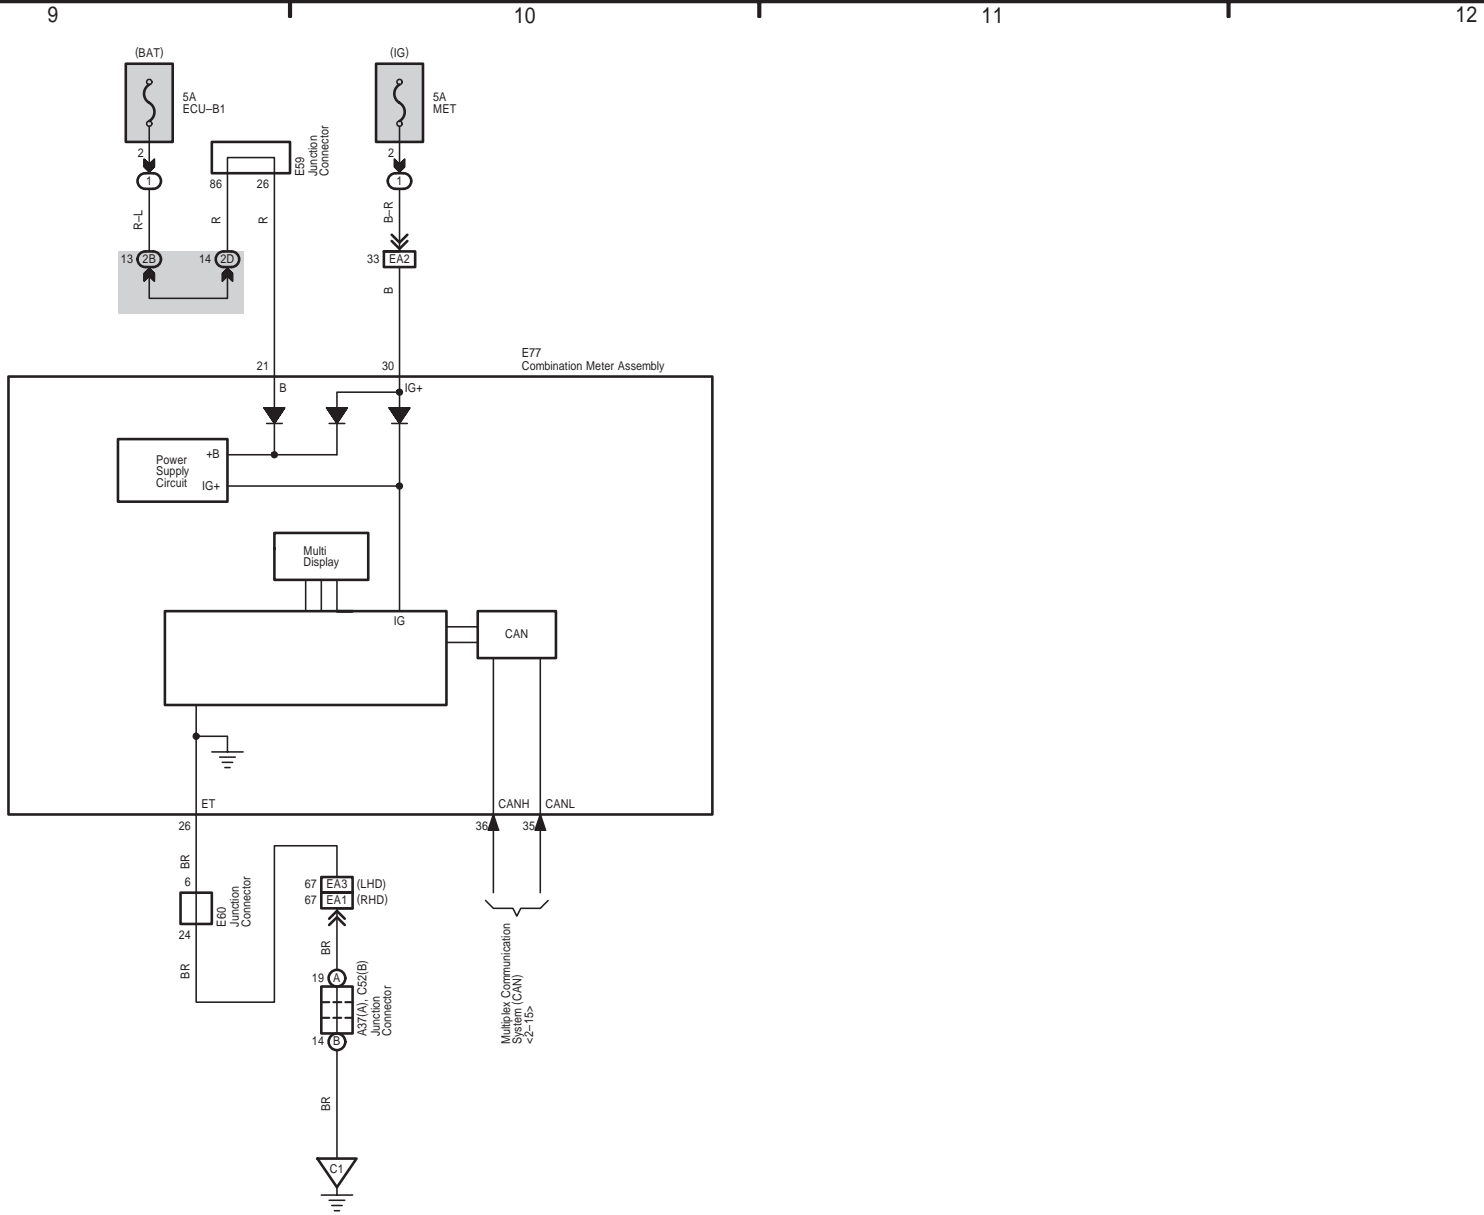 9
10
11
12
(BAT)
(IG)
5A
ECU–B1
5A
MET
2
2
1
1
E59
Junction
Connector
86
26
R–L
R
R
B–R
13
2B
14
2D
33
EA2
B
21
30
E77
Combination Meter Assembly
B
IG+
Power
Supply
Circuit
+B
IG+
Multi
Display
IG
CAN
ET
CANH
CANL
26
36
35
BR
6
E60
Junction
Connector
24
BR
67
EA3
(LHD)
67
EA1
(RHD)
BR
19
A
A37(A), C52(B)
Junction
Connector
14
B
BR
C1
Multiplex Communication
System (CAN)
<2–15>